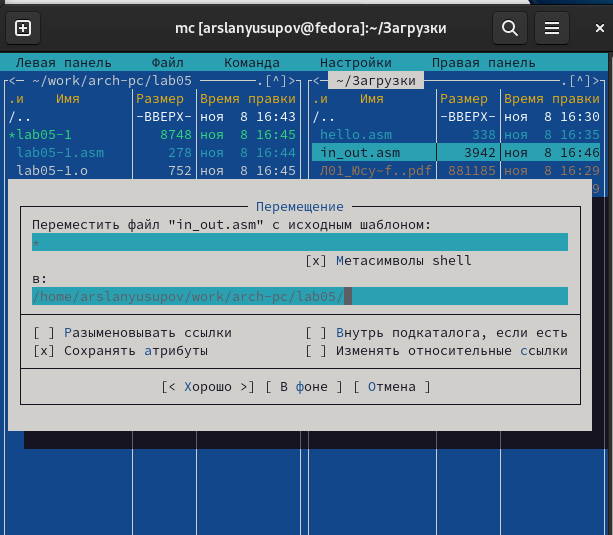 mc [arslanyusupov@fedora]:~/Загрузки
Левая панель Файл Команда Настройки Правая панель
<─ ~/work/arch-pc/lab05 ─.[^]> <─ ~/Загрузки ─.[^]>
.и Имя Размер Время правки .и Имя Размер Время правки
/.. -ВВЕРХ- ноя 8 16:43 /.. -ВВЕРХ- ноя 8 16:30
*lab05-1 8748 ноя 8 16:45 hello.asm 338 ноя 8 16:35
lab05-1.asm 278 ноя 8 16:44 in_out.asm 3942 ноя 8 16:46
lab05-1.o 752 ноя 8 16:45 Л01_Юсу~f..pdf 881185 ноя 8 16:29
9
Перемещение
Переместить файл "in_out.asm" с исходным шаблоном:
*
[x] Метасимволы shell
в:
/home/arslanyusupov/work/arch-pc/lab05/
[ ] Разыменовывать ссылки [ ] Внутрь подкаталога, если есть
[x] Сохранять атрибуты [ ] Изменять относительные ссылки
[< Хорошо >] [ В фоне ] [ Отмена ]